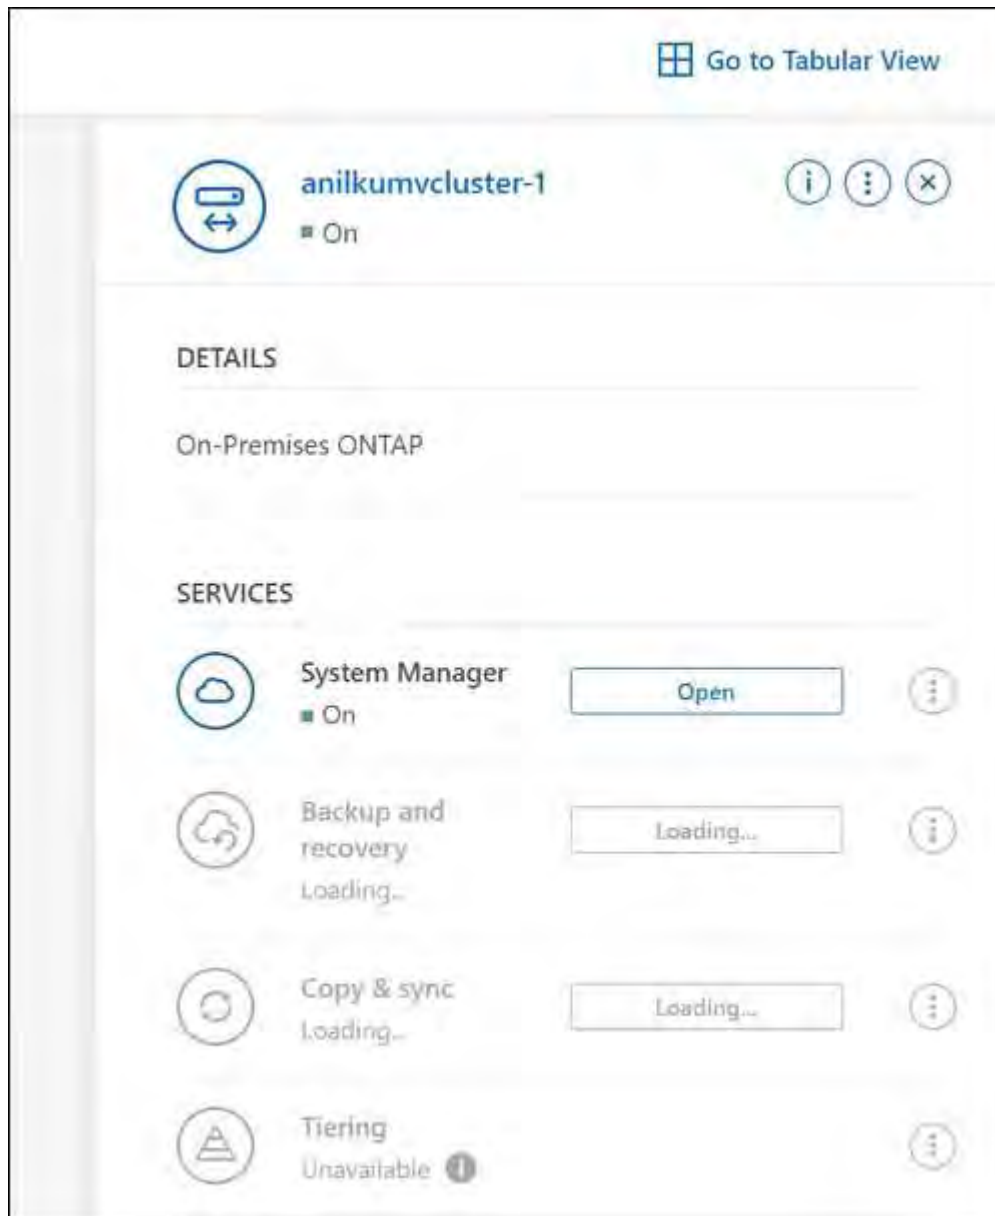 Go to Tabular View
anilkumvcluster-1
On
DETAILS
On-Premises ONTAP
SERVICES
System Manager
On
Open
Backup and
recovery
Loading...
Loading...
Copy & sync
Loading...
Loading...
Tiering
Unavailable